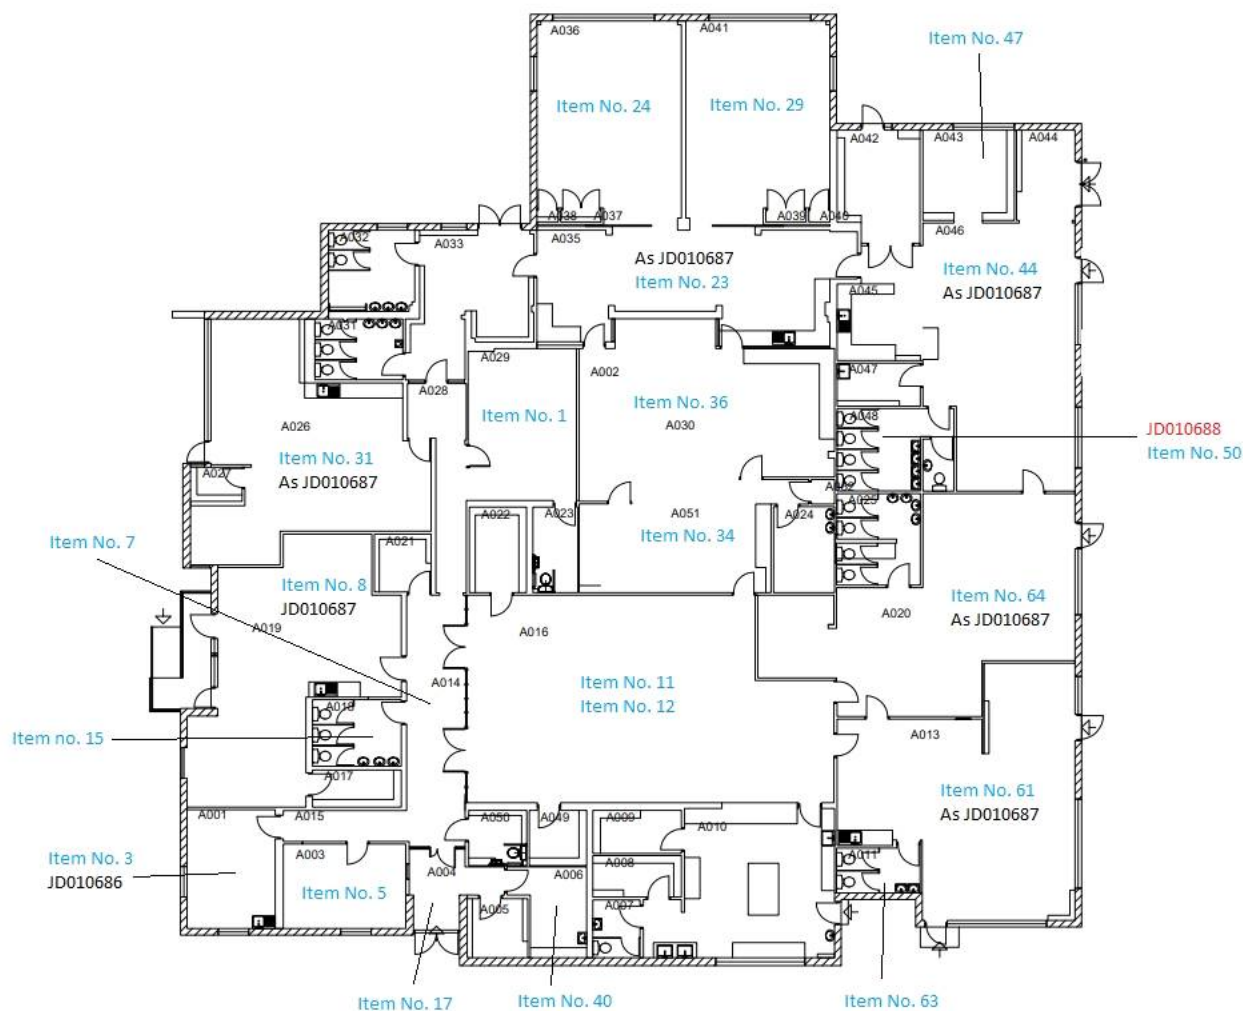 A036
A041
Item No. 47
Item No. 24
Item No. 29
A042
A043
A044
A038
A037
A039
A040
A032
A033
A035
A046
As JD010687
Item No. 23
Item No. 44
As JD010687
A045
A031
A029
A002
A047
A028
Item No. 1
Item No. 36
A030
A048
JD010688
Item No. 50
A026
Item No. 31
As JD010687
A027
A002
A025
A022
A023
A051
A024
Item No. 34
Item No. 7
A021
Item No. 8
JD010687
A019
Item No. 64
As JD010687
A020
A016
A014
Item No. 11
Item No. 12
A018
Item no. 15
A013
A017
Item No. 61
As JD010687
A001
A015
A050
A049
A009
A010
Item No. 3
JD010686
A003
A004
A006
A008
A011
Item No. 5
A005
A007
Item No. 17
Item No. 40
Item No. 63